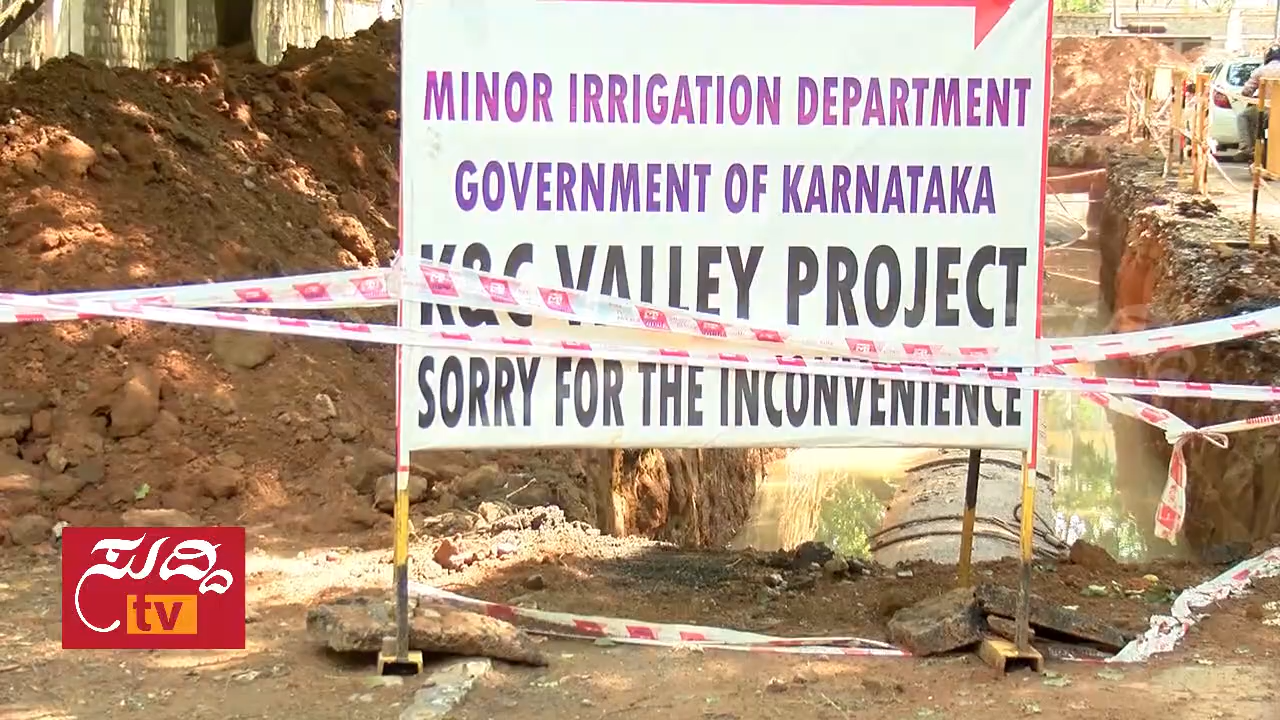 MINOR IRRIGATION DEPARTMENT
GOVERNMENT OF KARNATAKA
K&C VALLEY PROJECT
SORRY FOR THE INCONVENIENCE
ಸುದ್ದಿ
tv